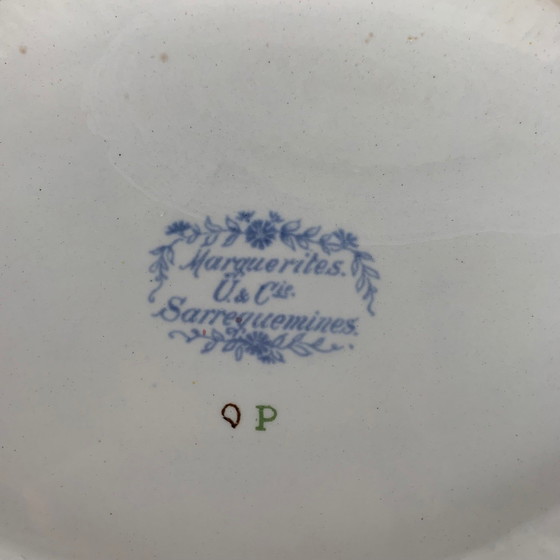 Marguerites.
U. & Cie.
Sarreguemines.
P